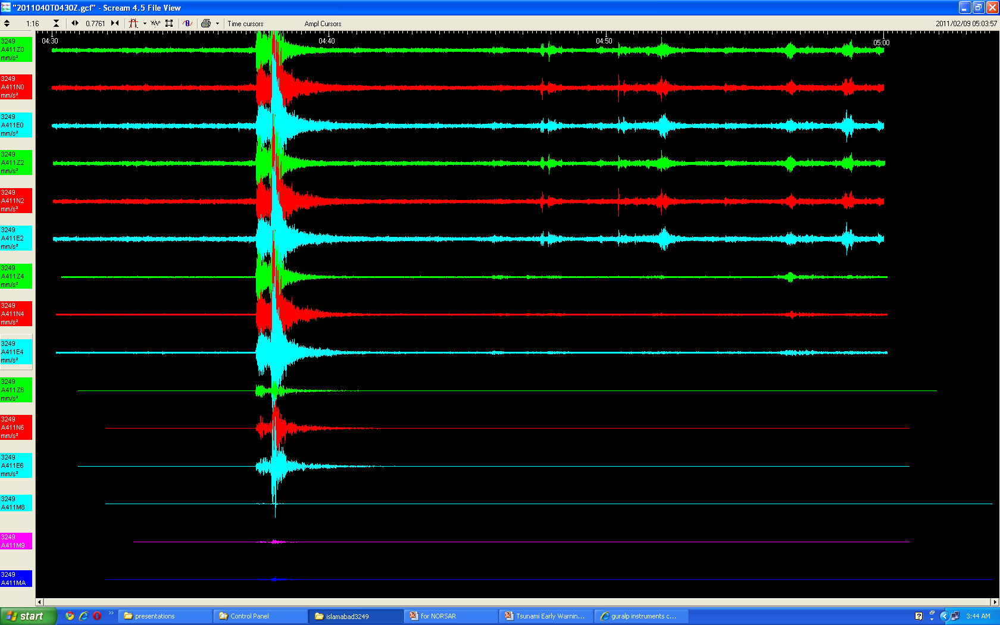 "2011040T0430Z.gcf" - Scream 4.5 File View
1:16 0.7761 Time cursors Ampl Cursors 2011/02/09 05:03:57
04:30 04:40 04:50 05:00
3249
A411Z0
mm/s²
3249
A411N0
mm/s²
3249
A411E0
mm/s²
3249
A411Z2
mm/s²
3249
A411N2
mm/s²
3249
A411E2
mm/s²
3249
A411Z4
mm/s²
3249
A411N4
mm/s²
3249
A411E4
mm/s²
3249
A411Z6
mm/s²
3249
A411N6
mm/s²
3249
A411E6
mm/s²
3249
A411M8
3249
A411M9
3249
A411MA
start presentations Control Panel islamabad3249 for NORSAR Tsunami Early Warnin... guralp instruments c... 3:44 AM